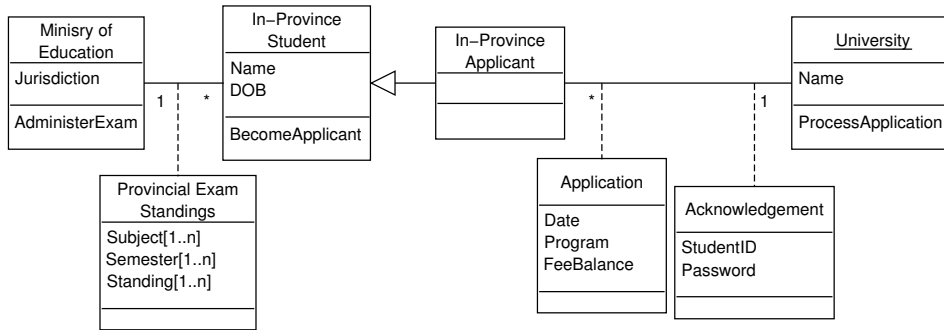 Minisry of
Education
Jurisdiction
AdministerExam
1
*
In−Province
Student
Name
DOB
BecomeApplicant
In−Province
Applicant
*
1
University
Name
ProcessApplication
Provincial Exam
Standings
Subject[1..n]
Semester[1..n]
Standing[1..n]
Application
Date
Program
FeeBalance
Acknowledgement
StudentID
Password